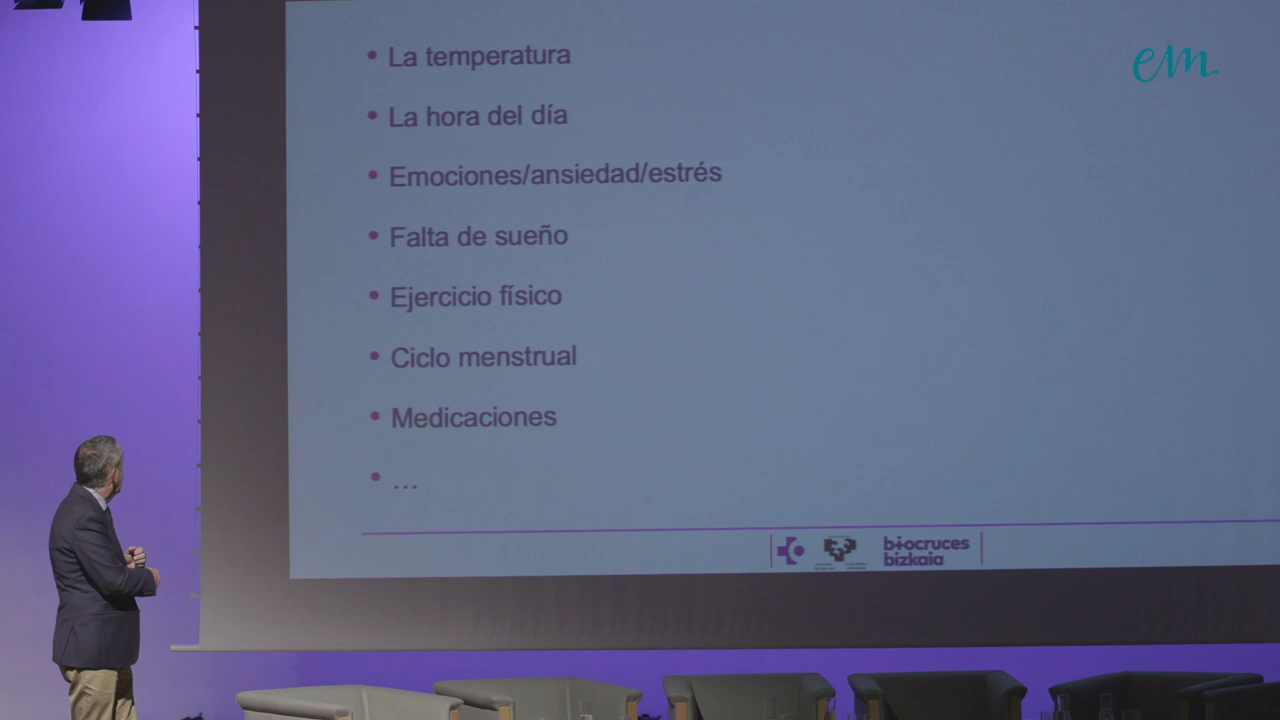 • La temperatura
em
• La hora del día
• Emociones/ansiedad/estrés
• Falta de sueño
• Ejercicio físico
• Ciclo menstrual
• Medicaciones
• ...
biocruces
bizkaia